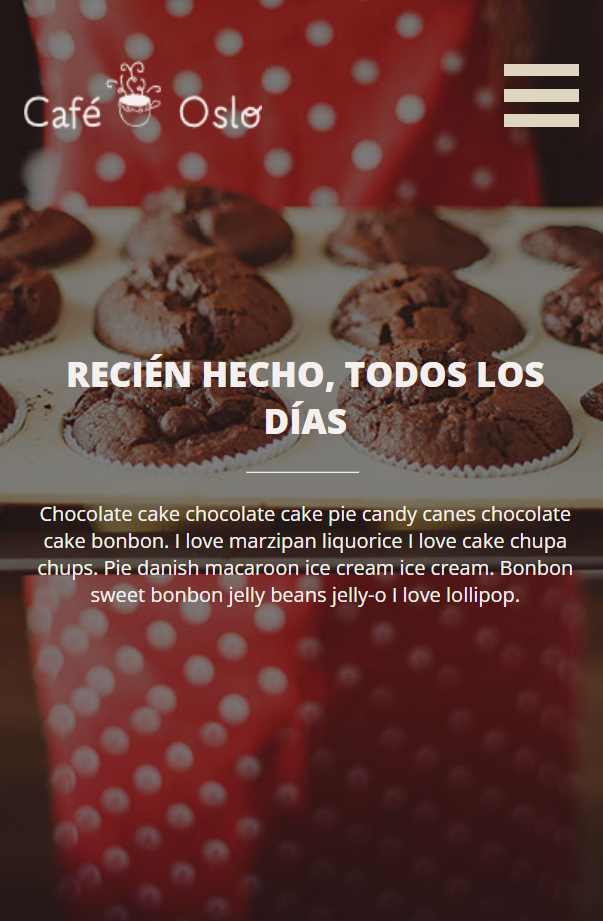 Café Oslo
RECIÉN HECHO, TODOS LOS
DÍAS
Chocolate cake chocolate cake pie candy canes chocolate
cake bonbon. I love marzipan liquorice I love cake chupa
chups. Pie danish macaroon ice cream ice cream. Bonbon
sweet bonbon jelly beans jelly-o I love lollipop.